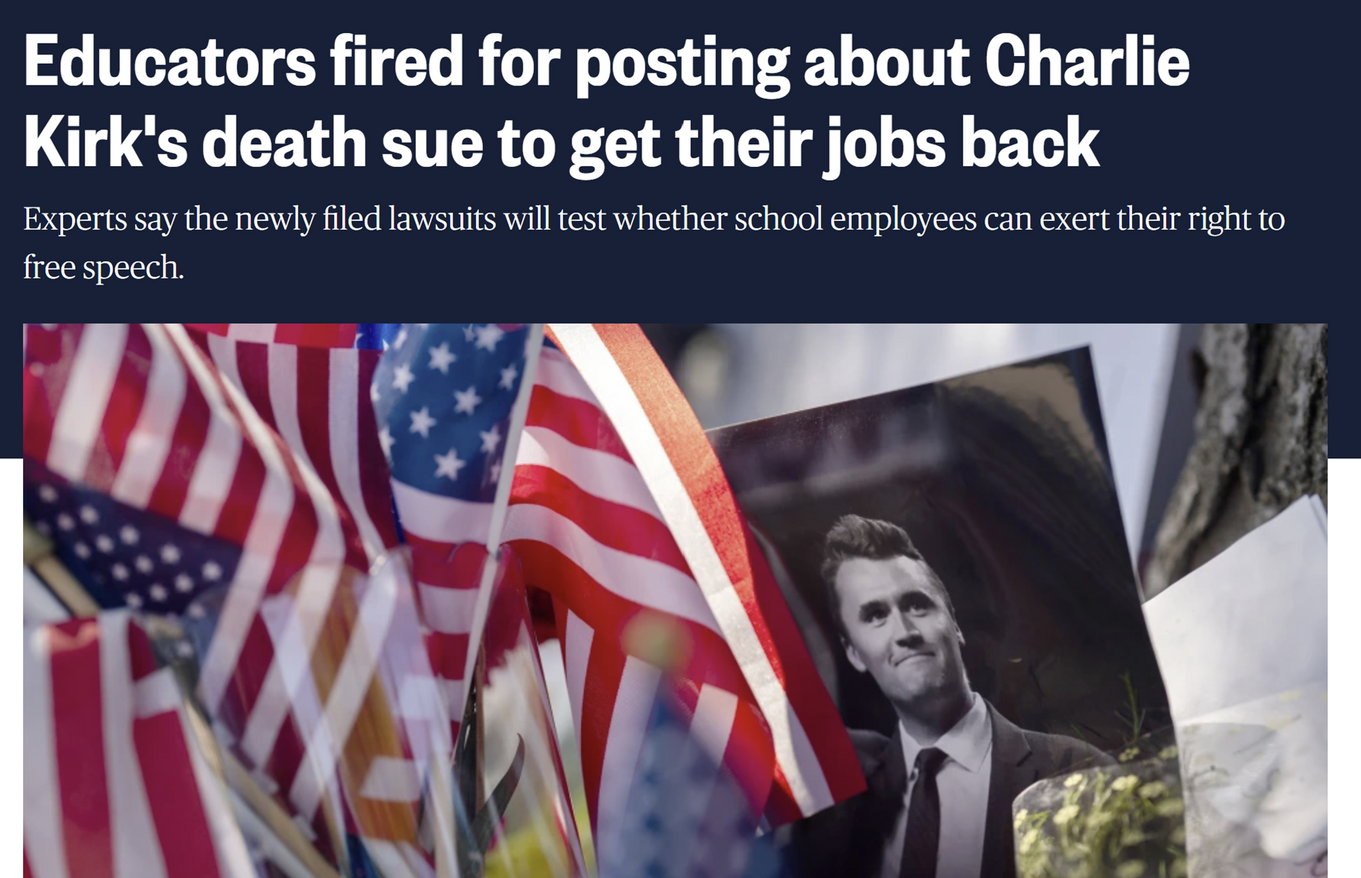 Educators fired for posting about Charlie
Kirk's death sue to get their jobs back
Experts say the newly filed lawsuits will test whether school employees can exert their right to
free speech.